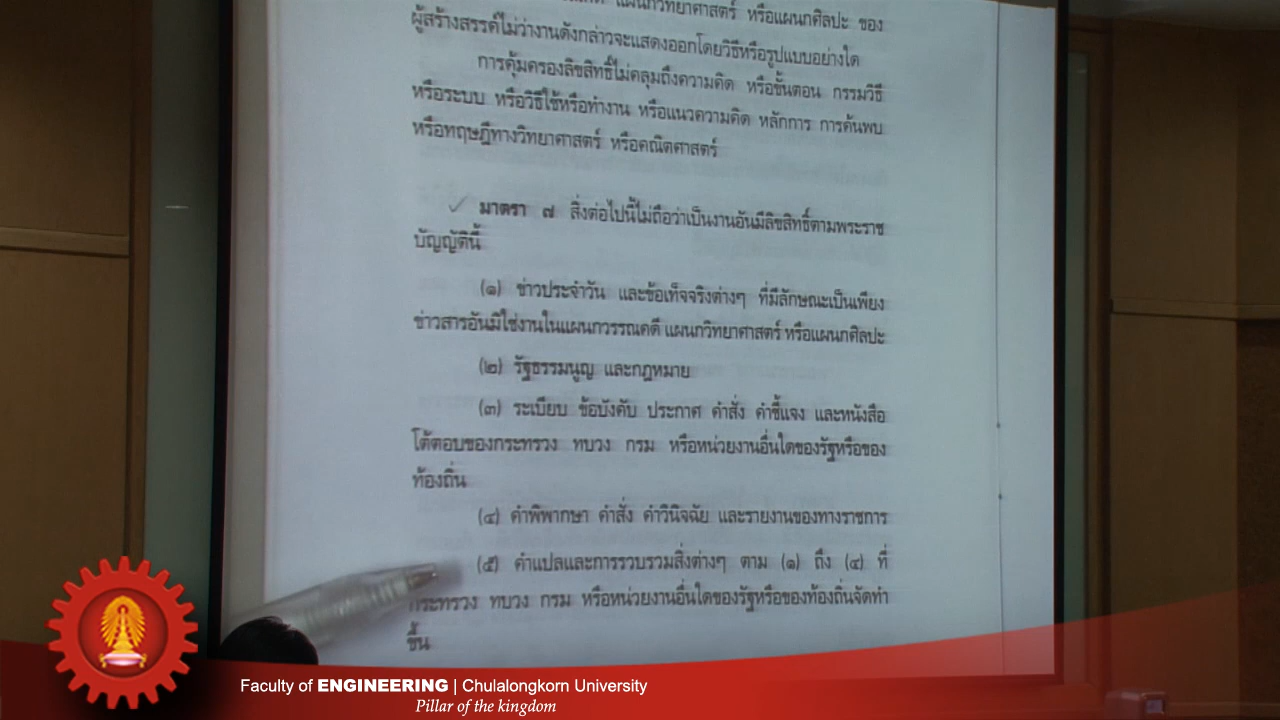 แผนกวิทยาศาสตร์ หรือแผนกศิลปะ ของ
ผู้สร้างสรรค์ไม่ว่างานดังกล่าวจะแสดงออกโดยวิธีหรือรูปแบบอย่างใด
การคุ้มครองลิขสิทธิ์ไม่คลุมถึงความคิด หรือขั้นตอน กรรมวิธี
หรือระบบ หรือวิธีใช้หรือทำงาน หรือแนวความคิด หลักการ การค้นพบ
หรือทฤษฎีทางวิทยาศาสตร์ หรือคณิตศาสตร์
มาตรา ๗ สิ่งต่อไปนี้ไม่ถือว่าเป็นงานอันมีลิขสิทธิ์ตามพระราช
บัญญัตินี้
(๑) ข่าวประจำวัน และข้อเท็จจริงต่างๆ ที่มีลักษณะเป็นเพียง
ข่าวสารอันมิใช่งานในแผนกวรรณคดี แผนกวิทยาศาสตร์ หรือแผนกศิลปะ
(๒) รัฐธรรมนูญ และกฎหมาย
(๓) ระเบียบ ข้อบังคับ ประกาศ คำสั่ง คำชี้แจง และหนังสือ
โต้ตอบของกระทรวง ทบวง กรม หรือหน่วยงานอื่นใดของรัฐหรือของ
ท้องถิ่น
(๔) คำพิพากษา คำสั่ง คำวินิจฉัย และรายงานของทางราชการ
(๕) คำแปลและการรวบรวมสิ่งต่างๆ ตาม (๑) ถึง (๔) ที่
กระทรวง ทบวง กรม หรือหน่วยงานอื่นใดของรัฐหรือของท้องถิ่นจัดทำ
ขึ้น
Faculty of ENGINEERING | Chulalongkorn University
Pillar of the kingdom